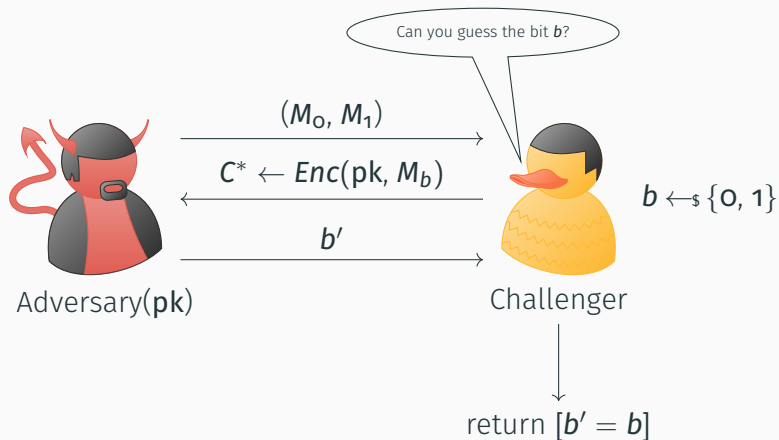 Can you guess the bit b?
(M₀, M₁)
C* ← Enc(pk, M_b)
b ←$ {0, 1}
b′
Adversary(pk)
Challenger
return [b′ = b]